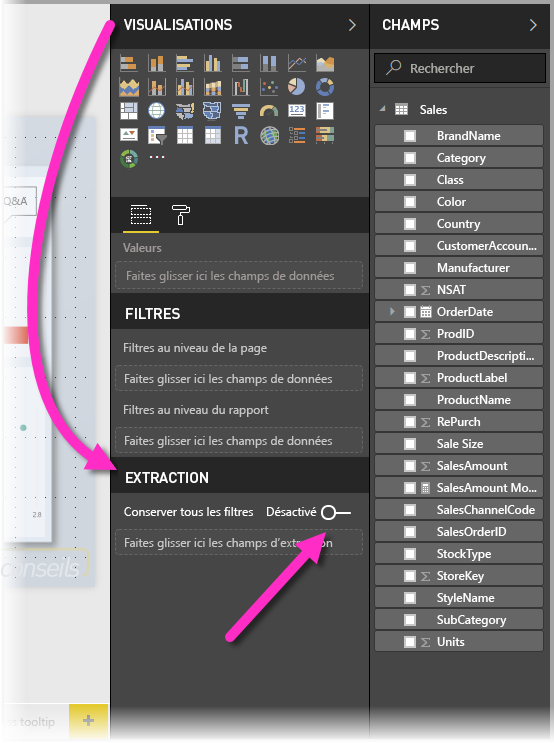 VISUALISATIONS
123
R
Valeurs
Faites glisser ici les champs de données
FILTRES
Filtres au niveau de la page
Faites glisser ici les champs de données
Filtres au niveau du rapport
Faites glisser ici les champs de données
EXTRACTION
Conserver tous les filtres Désactivé
Faites glisser ici les champs d'extraction
CHAMPS
Rechercher
Sales
BrandName
Category
Class
Color
Country
CustomerAccoun...
Manufacturer
NSAT
OrderDate
ProdID
ProductDescripti...
ProductLabel
ProductName
RePurch
Sale Size
SalesAmount
SalesAmount Mo...
SalesChannelCode
SalesOrderID
StockType
StoreKey
StyleName
SubCategory
Units
Q&A
2.8
conseils
tooltip
+